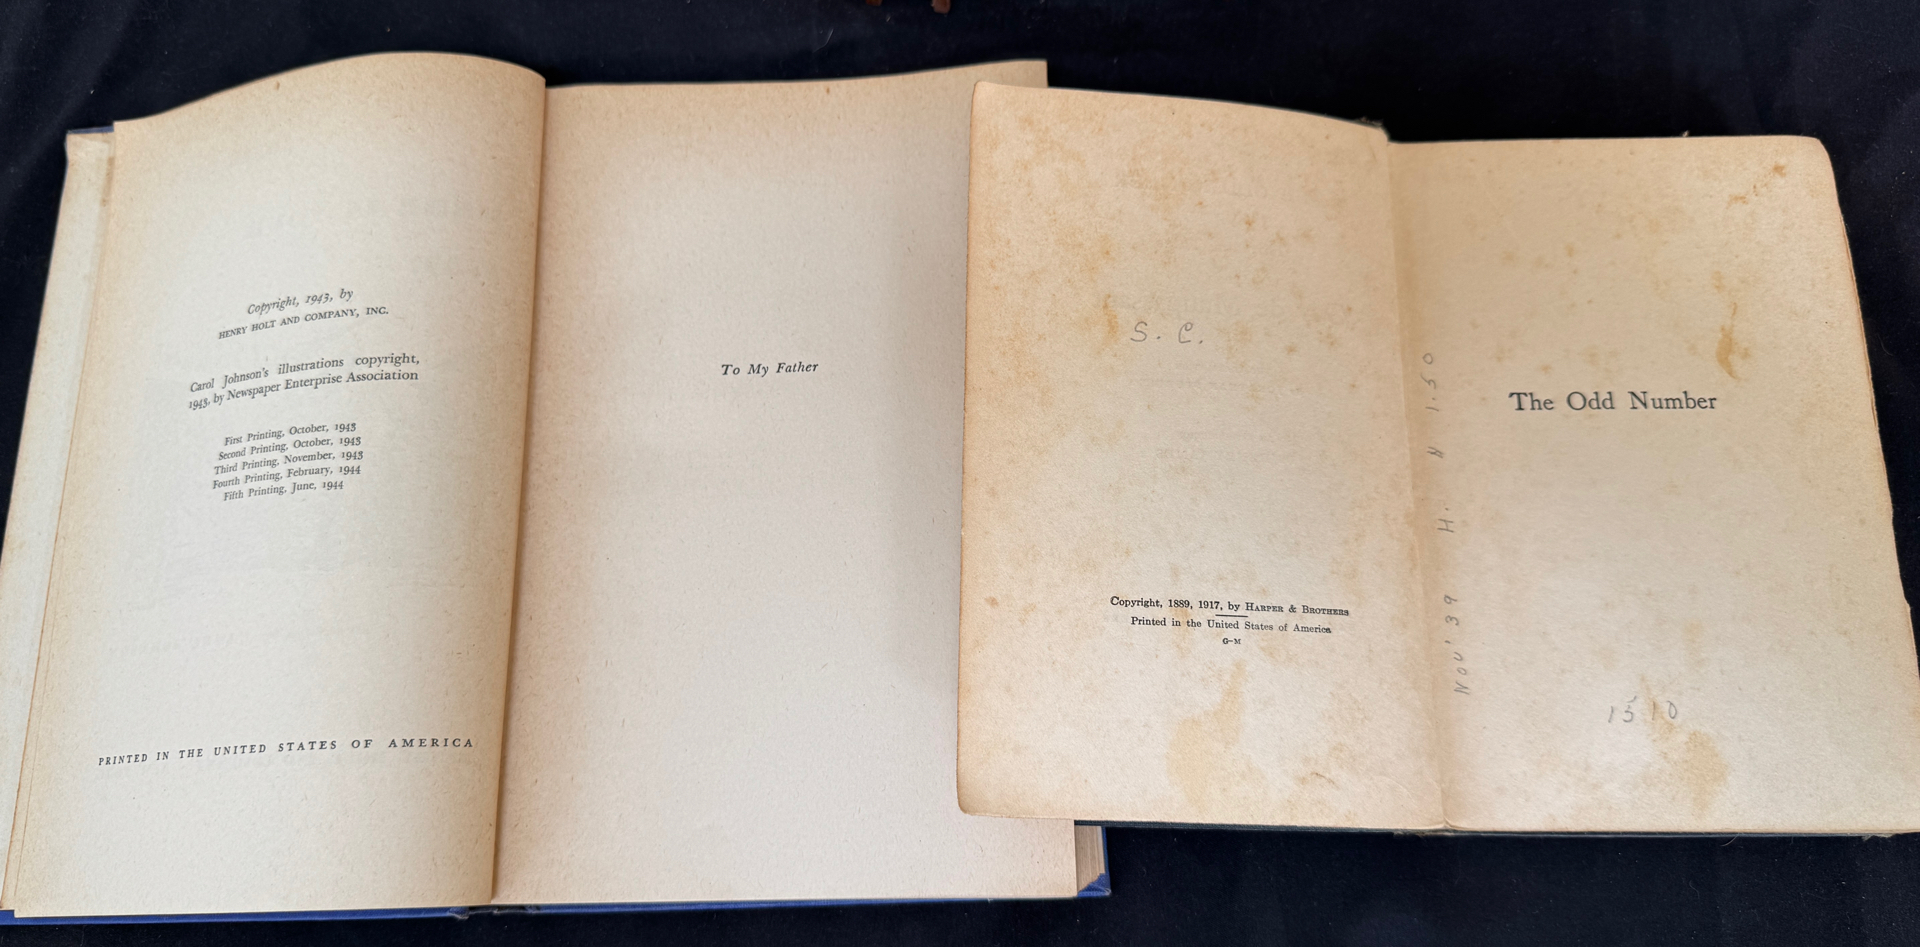 Copyright, 1943, by
HENRY HOLT AND COMPANY, INC.
Carol Johnson's illustrations copyright,
1943, by Newspaper Enterprise Association
First Printing, October, 1943
Second Printing, October, 1943
Third Printing, November, 1943
Fourth Printing, February, 1944
Fifth Printing, June, 1944
PRINTED IN THE UNITED STATES OF AMERICA
To My Father
S. C.
Copyright, 1889, 1917, by HARPER & BROTHERS
Printed in the United States of America
G-M
Nov' 39 H. 1.50
The Odd Number
1510